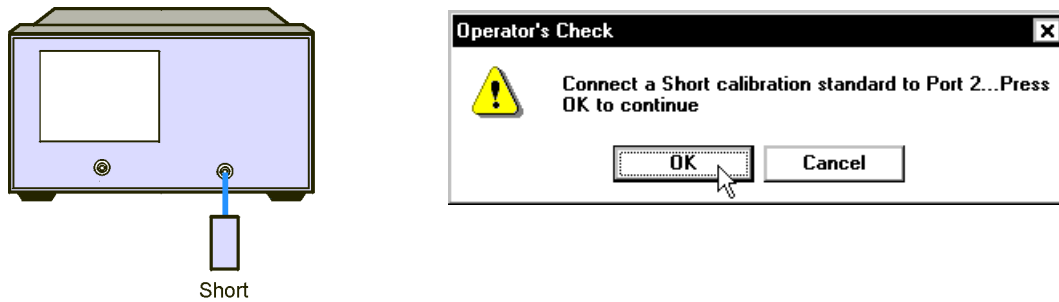 Operator's Check
Connect a Short calibration standard to Port 2...Press
OK to continue
OK
Cancel
Short